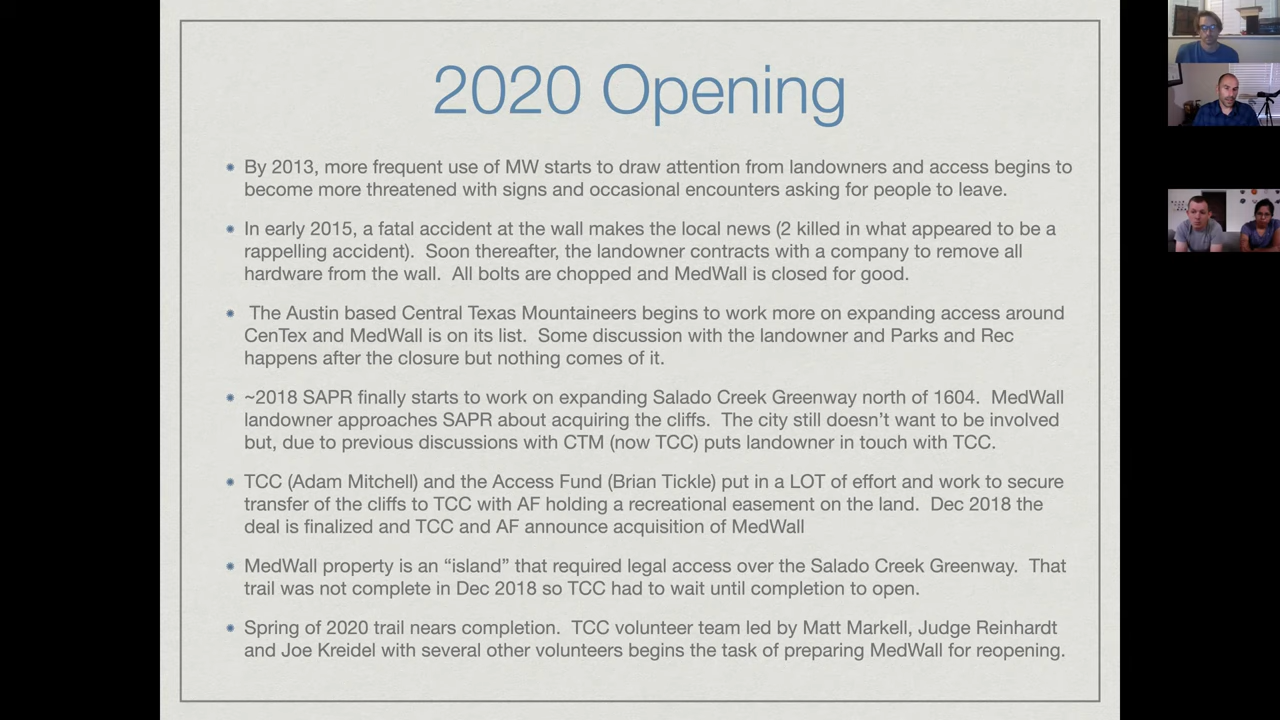 2020 Opening
By 2013, more frequent use of MW starts to draw attention from landowners and access begins to
become more threatened with signs and occasional encounters asking for people to leave.
In early 2015, a fatal accident at the wall makes the local news (2 killed in what appeared to be a
rappelling accident). Soon thereafter, the landowner contracts with a company to remove all
hardware from the wall. All bolts are chopped and MedWall is closed for good.
The Austin based Central Texas Mountaineers begins to work more on expanding access around
CenTex and MedWall is on its list. Some discussion with the landowner and Parks and Rec
happens after the closure but nothing comes of it.
~2018 SAPR finally starts to work on expanding Salado Creek Greenway north of 1604. MedWall
landowner approaches SAPR about acquiring the cliffs. The city still doesn't want to be involved
but, due to previous discussions with CTM (now TCC) puts landowner in touch with TCC.
TCC (Adam Mitchell) and the Access Fund (Brian Tickle) put in a LOT of effort and work to secure
transfer of the cliffs to TCC with AF holding a recreational easement on the land. Dec 2018 the
deal is finalized and TCC and AF announce acquisition of MedWall
MedWall property is an “island” that required legal access over the Salado Creek Greenway. That
trail was not complete in Dec 2018 so TCC had to wait until completion to open.
Spring of 2020 trail nears completion. TCC volunteer team led by Matt Markell, Judge Reinhardt
and Joe Kreidel with several other volunteers begins the task of preparing MedWall for reopening.